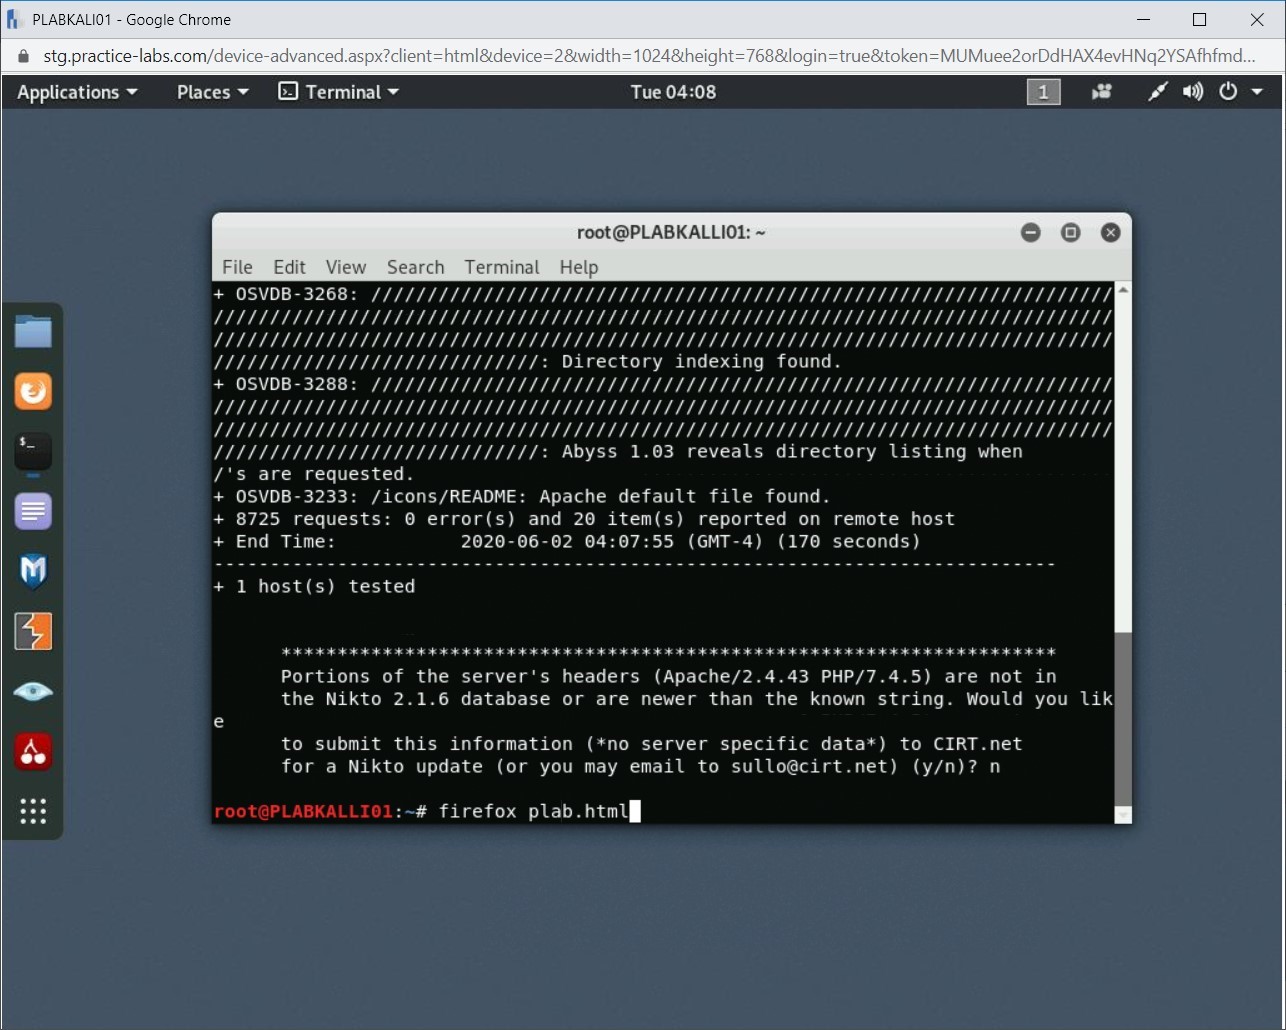 PLABKALI01 - Google Chrome
stg.practice-labs.com/device-advanced.aspx?client=html&device=2&width=1024&height=768&login=true&token=MUMuee2orDdHAX4evHNq2YSAfhfmd...
Applications Places Terminal Tue 04:08 1
root@PLABKALLI01: ~
File Edit View Search Terminal Help
+ OSVDB-3268: //////////////////////////////////////////////////////////////////
////////////////////////////////////////////////////////////////////////////////
////////////////////////////////////////////////////////////////////////////////
/////////////////////////////: Directory indexing found.
+ OSVDB-3288: //////////////////////////////////////////////////////////////////
////////////////////////////////////////////////////////////////////////////////
////////////////////////////////////////////////////////////////////////////////
/////////////////////////////: Abyss 1.03 reveals directory listing when
/'s are requested.
+ OSVDB-3233: /icons/README: Apache default file found.
+ 8725 requests: 0 error(s) and 20 item(s) reported on remote host
+ End Time: 2020-06-02 04:07:55 (GMT-4) (170 seconds)
---------------------------------------------------------------------------
+ 1 host(s) tested
*********************************************************************
Portions of the server's headers (Apache/2.4.43 PHP/7.4.5) are not in
the Nikto 2.1.6 database or are newer than the known string. Would you lik
e
to submit this information (*no server specific data*) to CIRT.net
for a Nikto update (or you may email to sullo@cirt.net) (y/n)? n
root@PLABKALLI01:~# firefox plab.html
$_